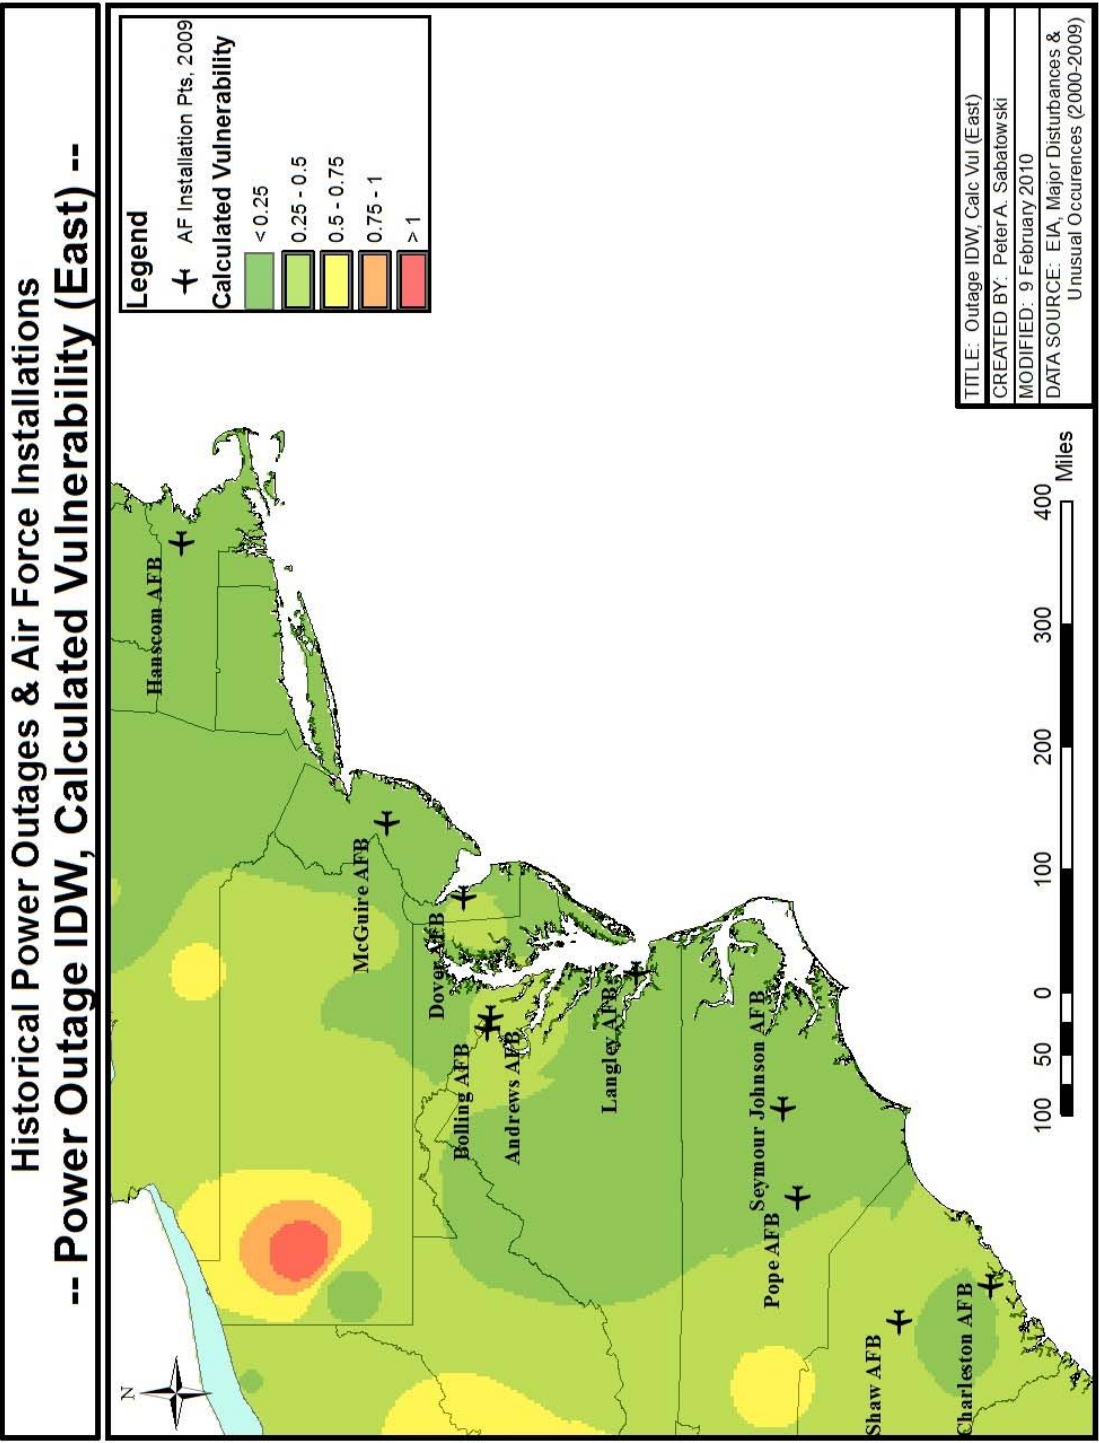 Historical Power Outages & Air Force Installations
-- Power Outage IDW, Calculated Vulnerability (East) --
Legend
AF Installation Pts, 2009
Calculated Vulnerability
< 0.25
0.25 - 0.5
0.5 - 0.75
0.75 - 1
> 1
N
Hanscom AFB
McGuire AFB
Dover AFB
Bolling AFB
Andrews AFB
Langley AFB
Seymour Johnson AFB
Pope AFB
Shaw AFB
Charleston AFB
100 50 0 100 200 300 400
Miles
TITLE: Outage IDW, Calc Vul (East)
CREATED BY: Peter A. Sabatowski
MODIFIED: 9 February 2010
DATA SOURCE: EIA, Major Disturbances &
Unusual Occurences (2000-2009)